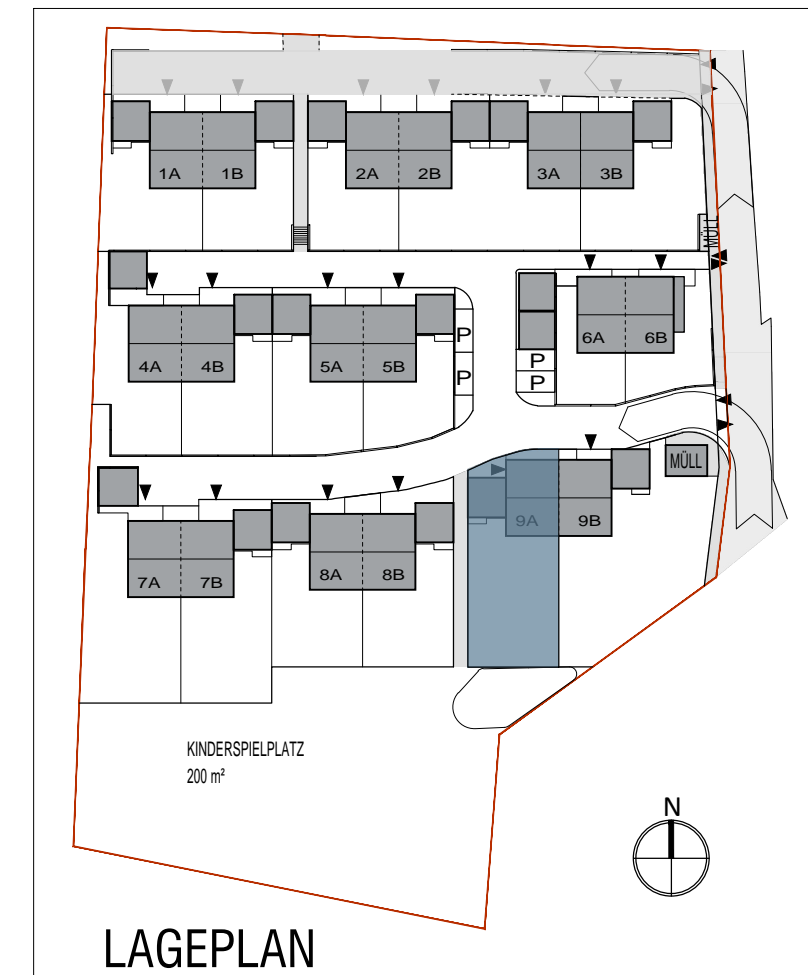 1A 1B 2A 2B 3A 3B
MÜLL
4A 4B 5A 5B P 6A 6B
P P
P
MÜLL
9A 9B
7A 7B 8A 8B
KINDERSPIELPLATZ
200 m²
N
LAGEPLAN